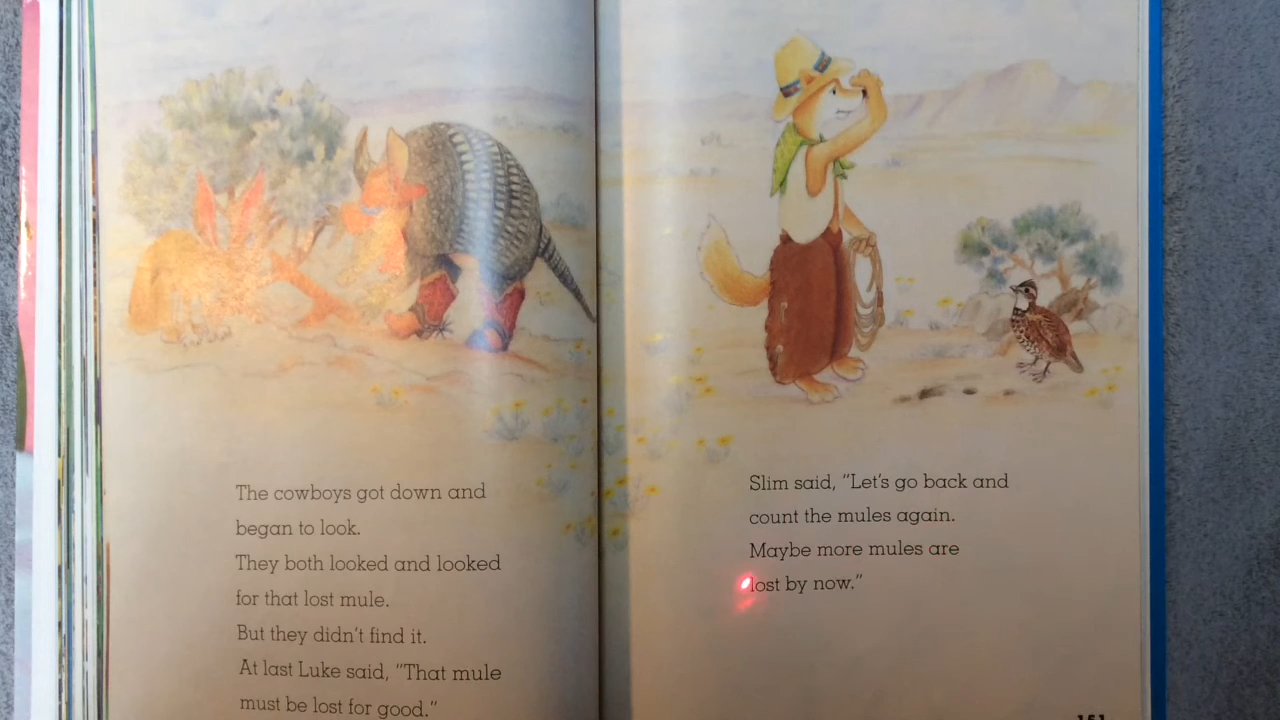 The cowboys got down and
began to look.
They both looked and looked
for that lost mule.
But they didn't find it.
At last Luke said, "That mule
must be lost for good."
Slim said, "Let's go back and
count the mules again.
Maybe more mules are
lost by now."